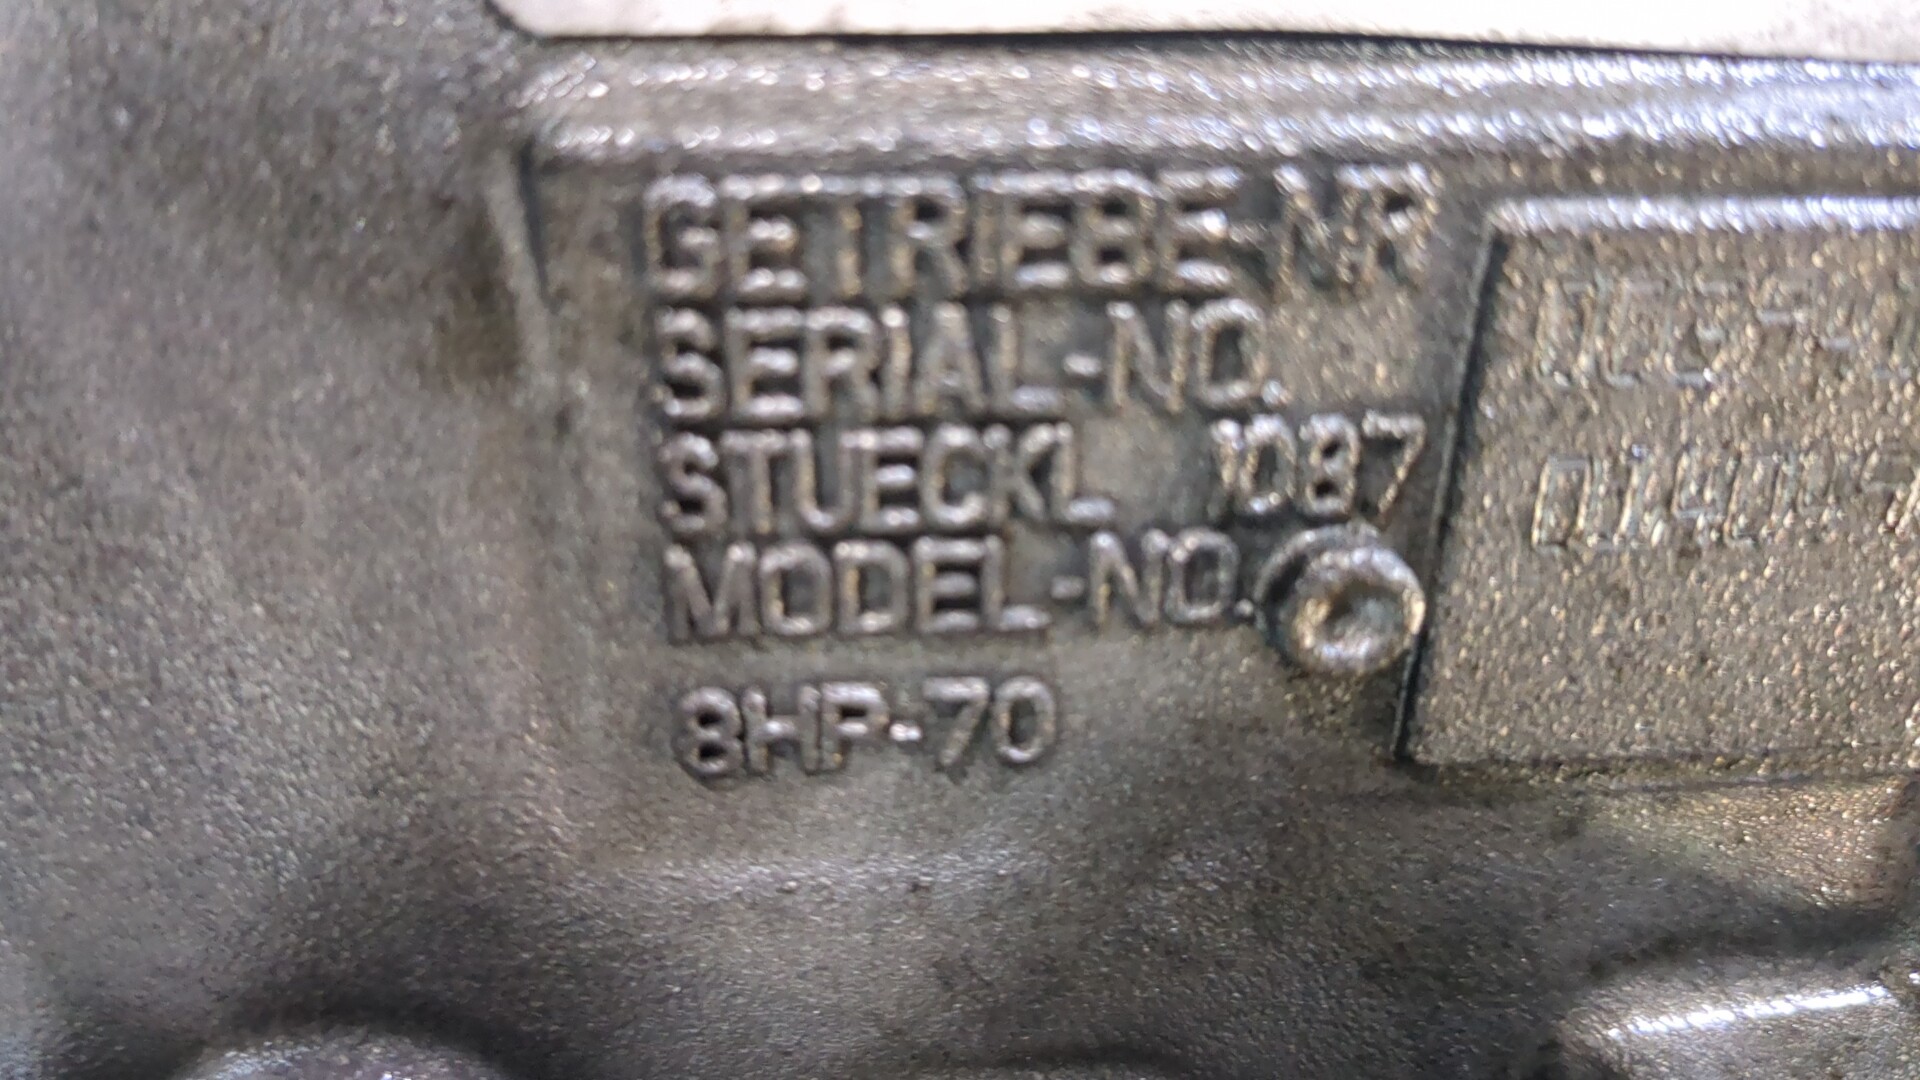 GETRIEBE-NR
SERIAL-NO.
STUECKL 1087
MODEL-NO.
8HP-70